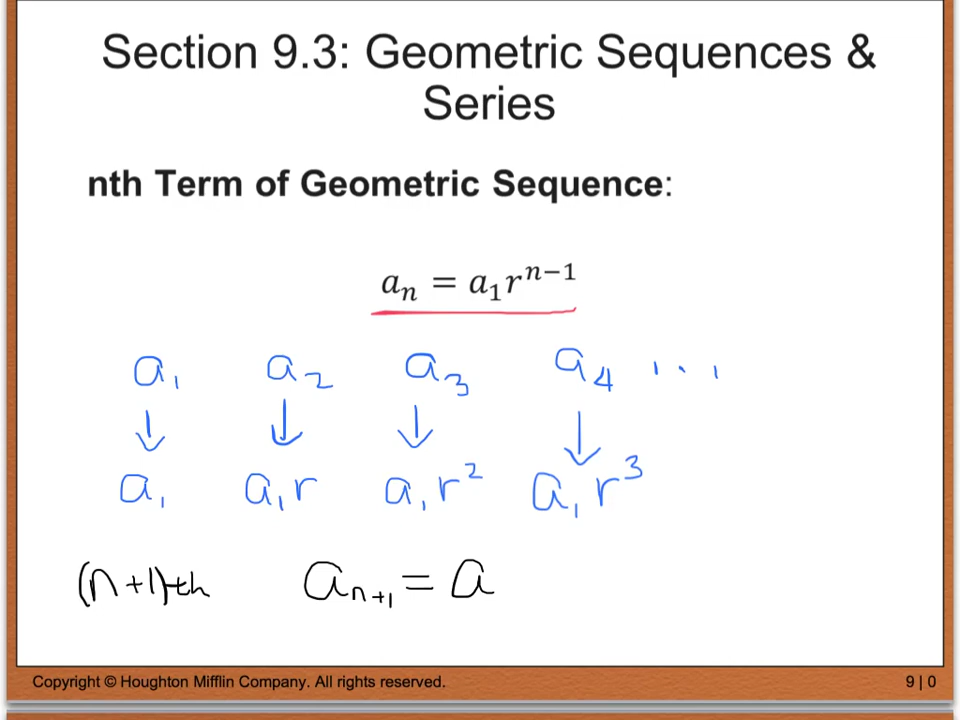 Section 9.3: Geometric Sequences &
Series
nth Term of Geometric Sequence:
aₙ = a₁rⁿ⁻¹
a₁ a₂ a₃ a₄ ...
↓ ↓ ↓ ↓
a₁ a₁r a₁r² a₁r³
(n+1)-th aₙ₊₁ = a
Copyright © Houghton Mifflin Company. All rights reserved. 9 | 0